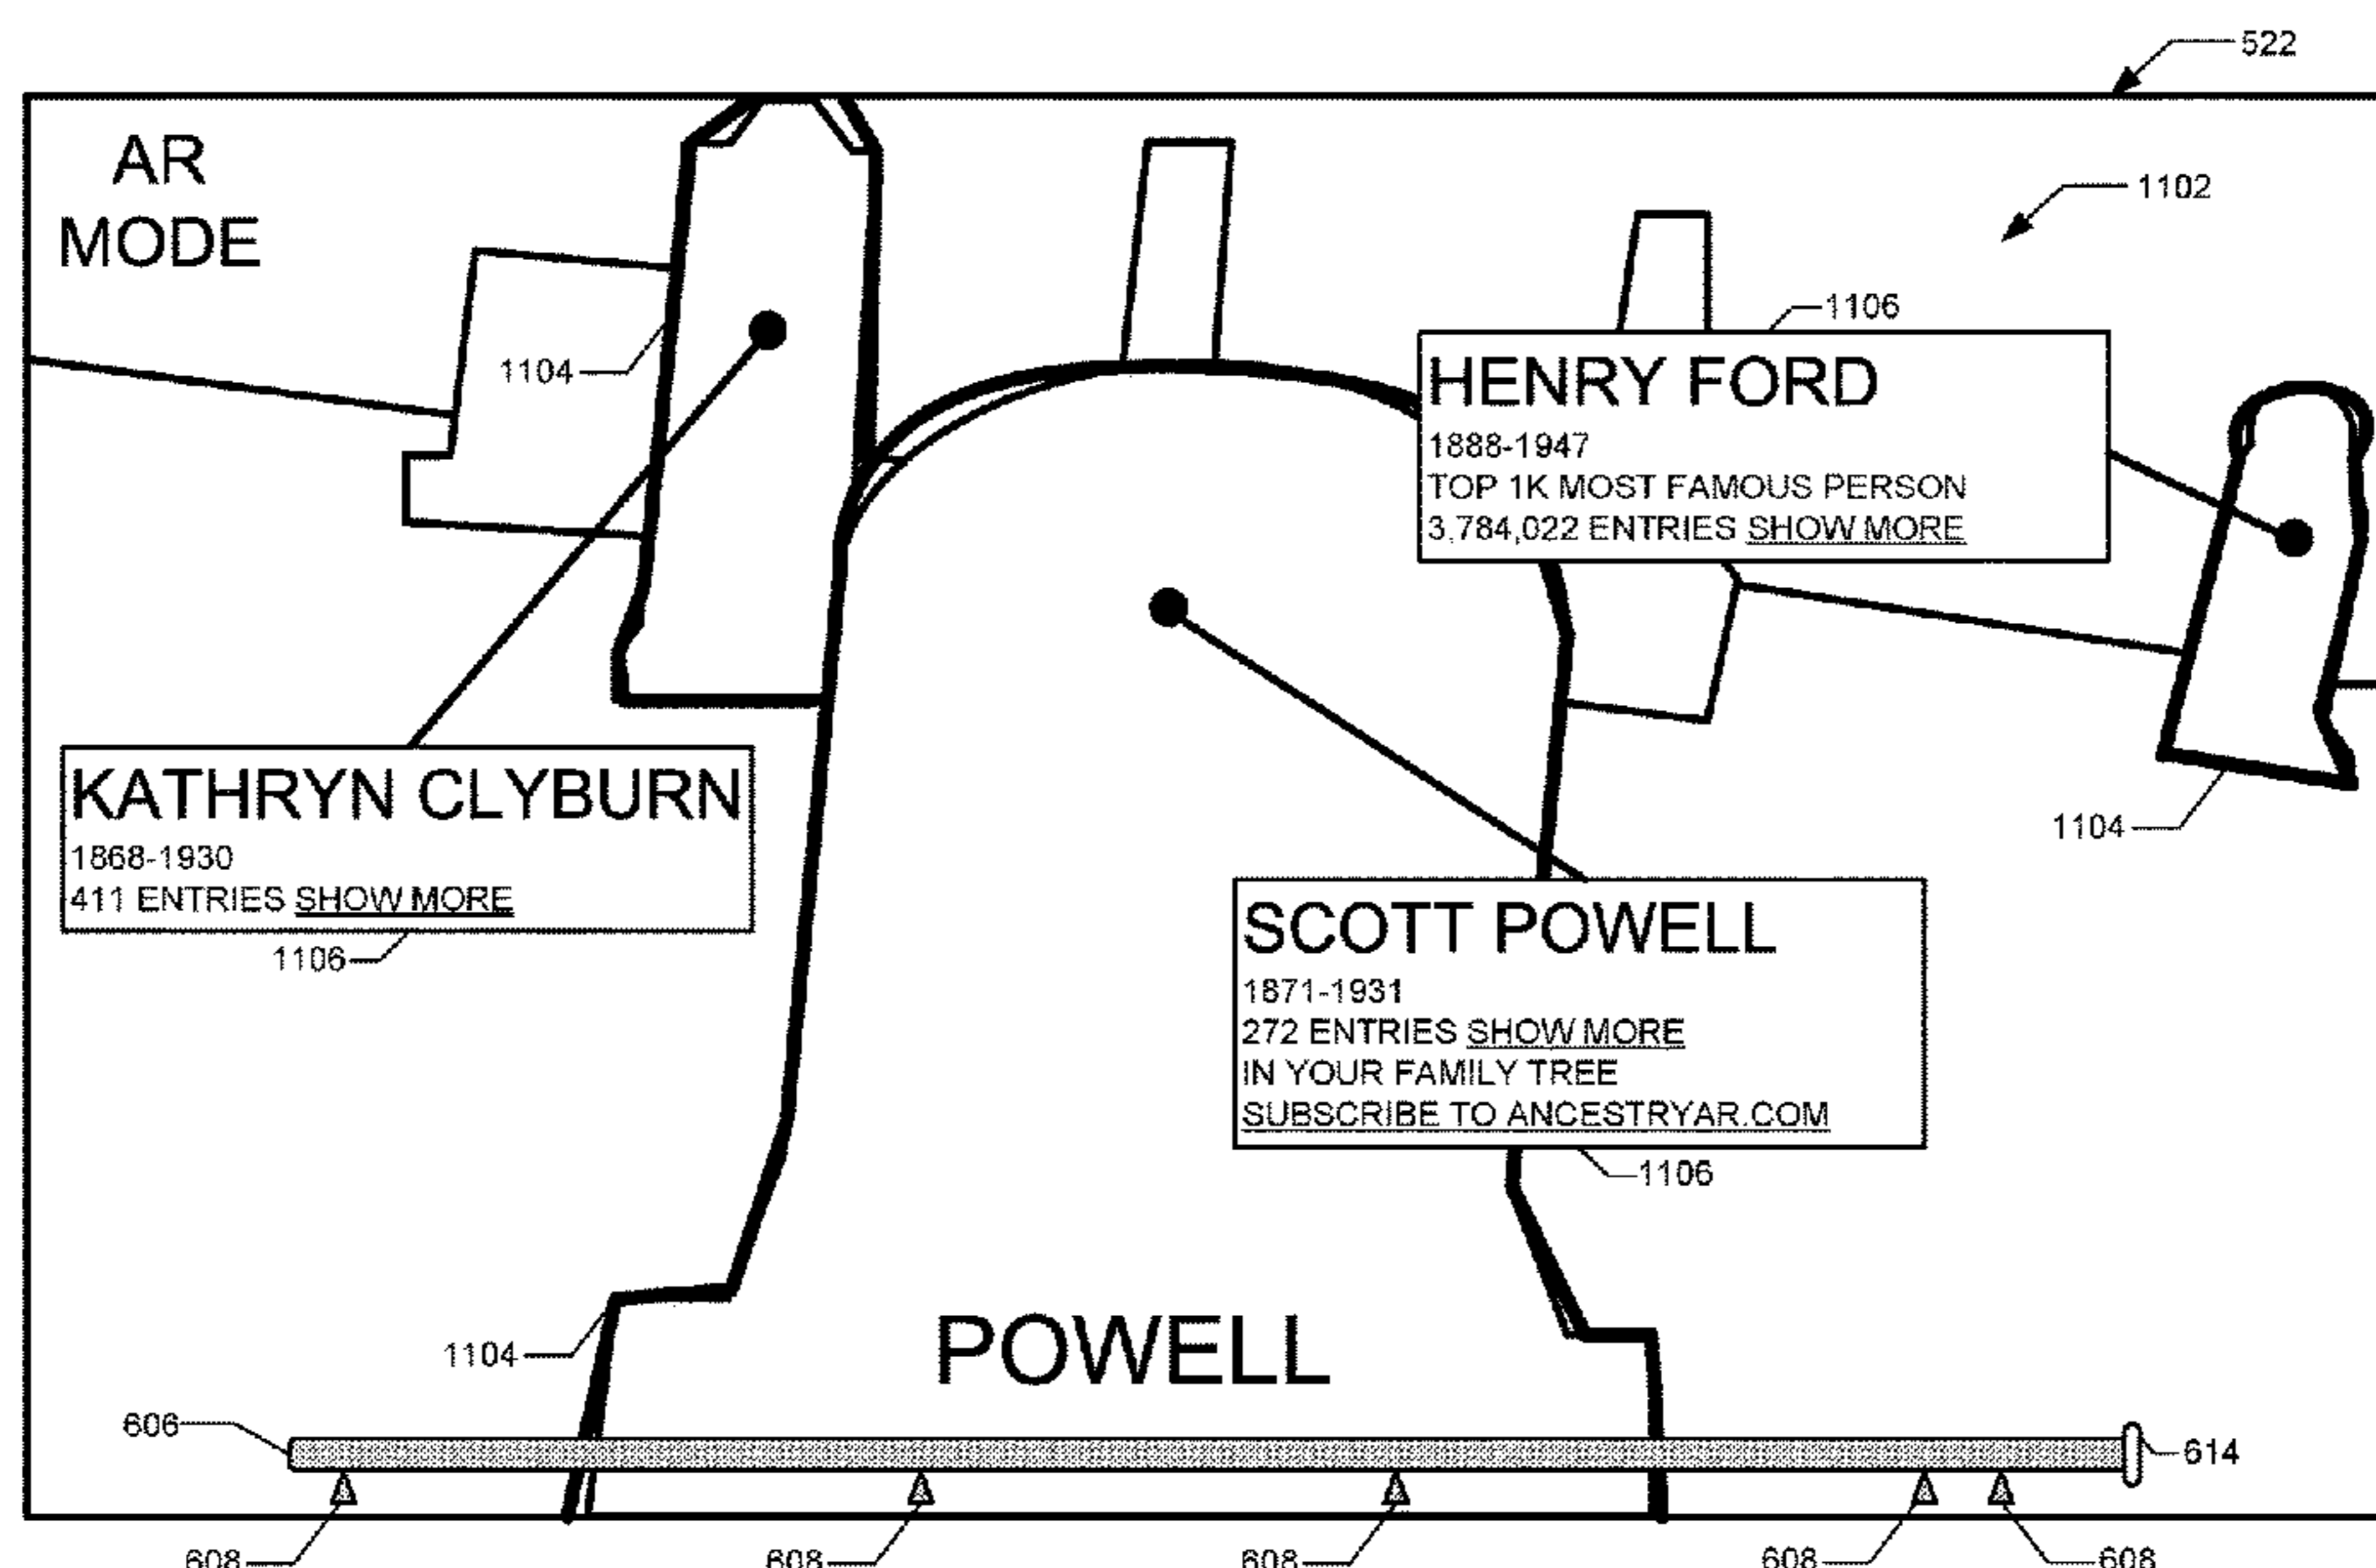 522
AR
MODE
1102
1106
1104
HENRY FORD
1888-1947
TOP 1K MOST FAMOUS PERSON
3,784,022 ENTRIES SHOW MORE
KATHRYN CLYBURN
1868-1930
411 ENTRIES SHOW MORE
1106
1104
SCOTT POWELL
1871-1931
272 ENTRIES SHOW MORE
IN YOUR FAMILY TREE
SUBSCRIBE TO ANCESTRYAR.COM
1106
1104
POWELL
606
614
608
608
608
608
608